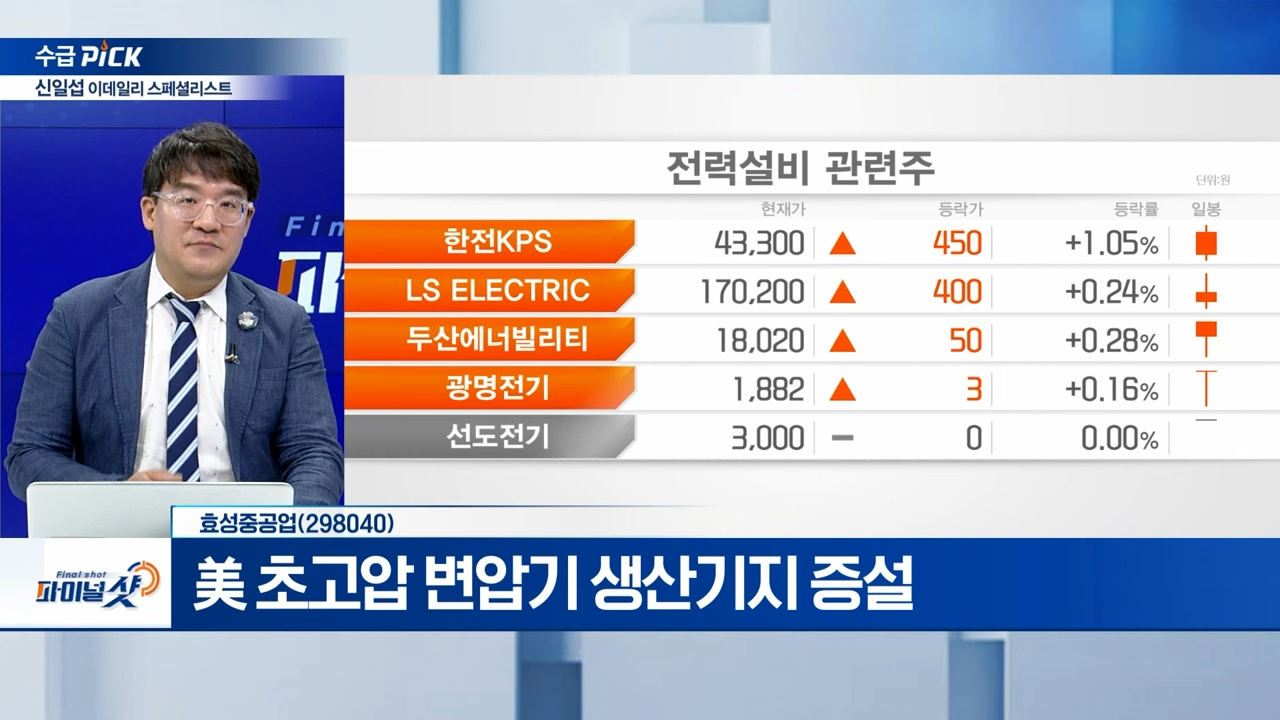 수급 PiCK
신일섭 이데일리 스페셜리스트
Fin
파
전력설비 관련주
단위:원
현재가 등락가 등락률 일봉
한전KPS 43,300 ▲ 450 +1.05%
LS ELECTRIC 170,200 ▲ 400 +0.24%
두산에너빌리티 18,020 ▲ 50 +0.28%
광명전기 1,882 ▲ 3 +0.16%
선도전기 3,000 - 0 0.00%
효성중공업(298040)
Final shot
파이널샷
美 초고압 변압기 생산기지 증설